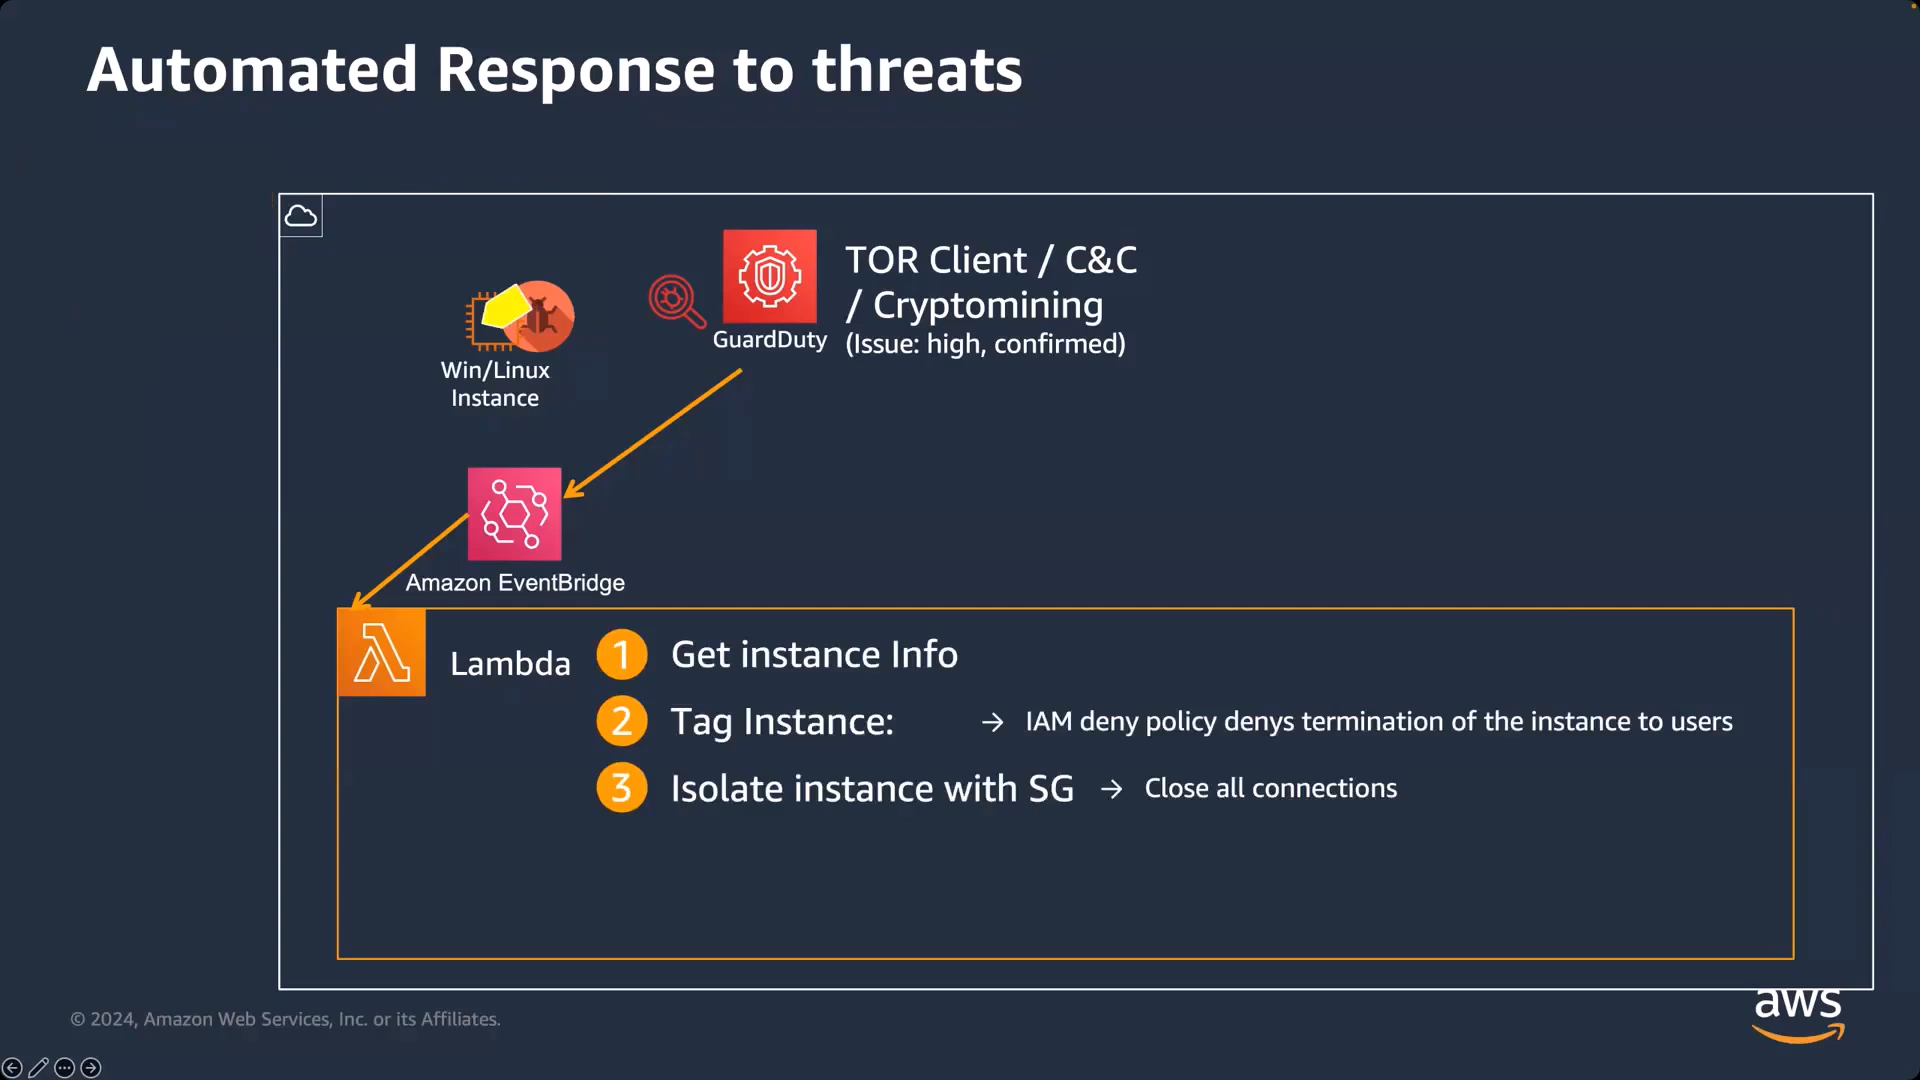 Automated Response to threats
TOR Client / C&C
/ Cryptomining
(Issue: high, confirmed)
GuardDuty
Win/Linux
Instance
Amazon EventBridge
Lambda
1 Get instance Info
2 Tag Instance: → IAM deny policy denys termination of the instance to users
3 Isolate instance with SG → Close all connections
© 2024, Amazon Web Services, Inc. or its Affiliates.
aws